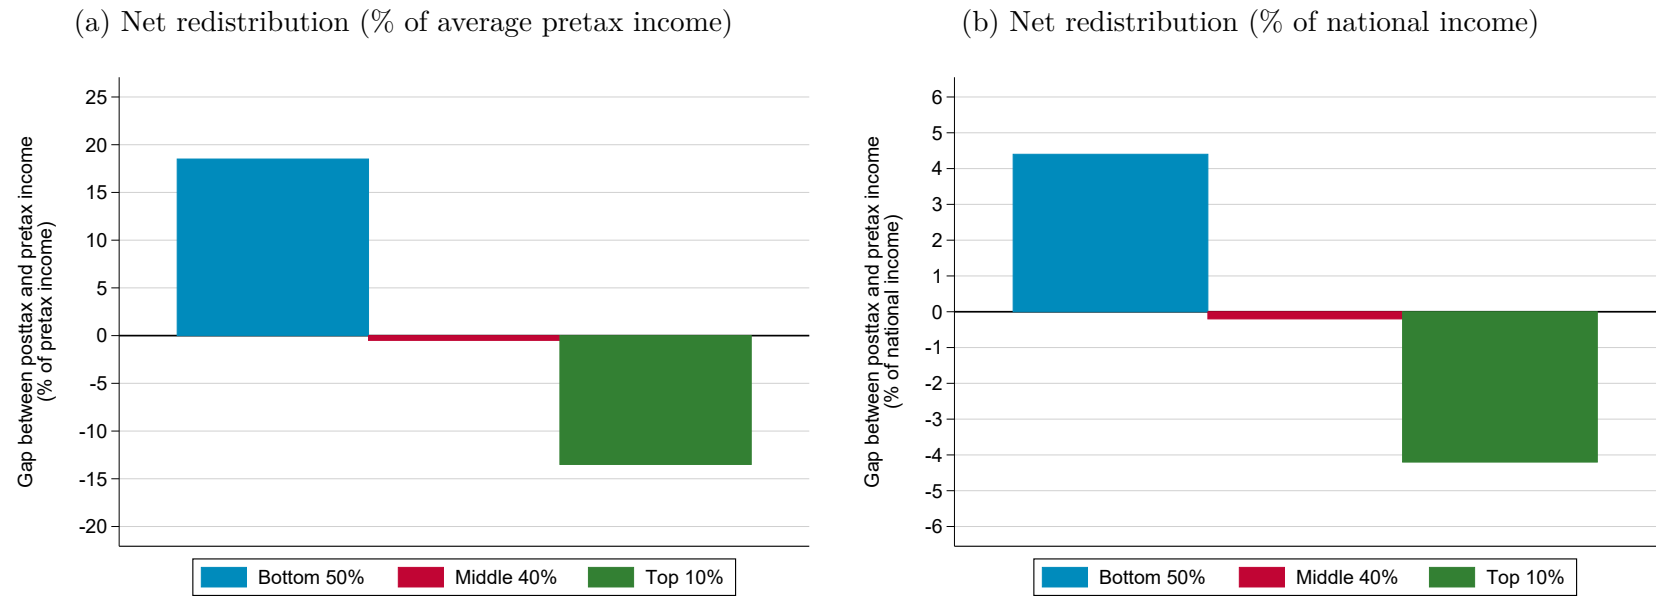 (a) Net redistribution (% of average pretax income)
Gap between posttax and pretax income
(% of pretax income)
25
20
15
10
5
0
-5
-10
-15
-20
Bottom 50%
Middle 40%
Top 10%
(b) Net redistribution (% of national income)
Gap between posttax and pretax income
(% of national income)
6
5
4
3
2
1
0
-1
-2
-3
-4
-5
-6
Bottom 50%
Middle 40%
Top 10%